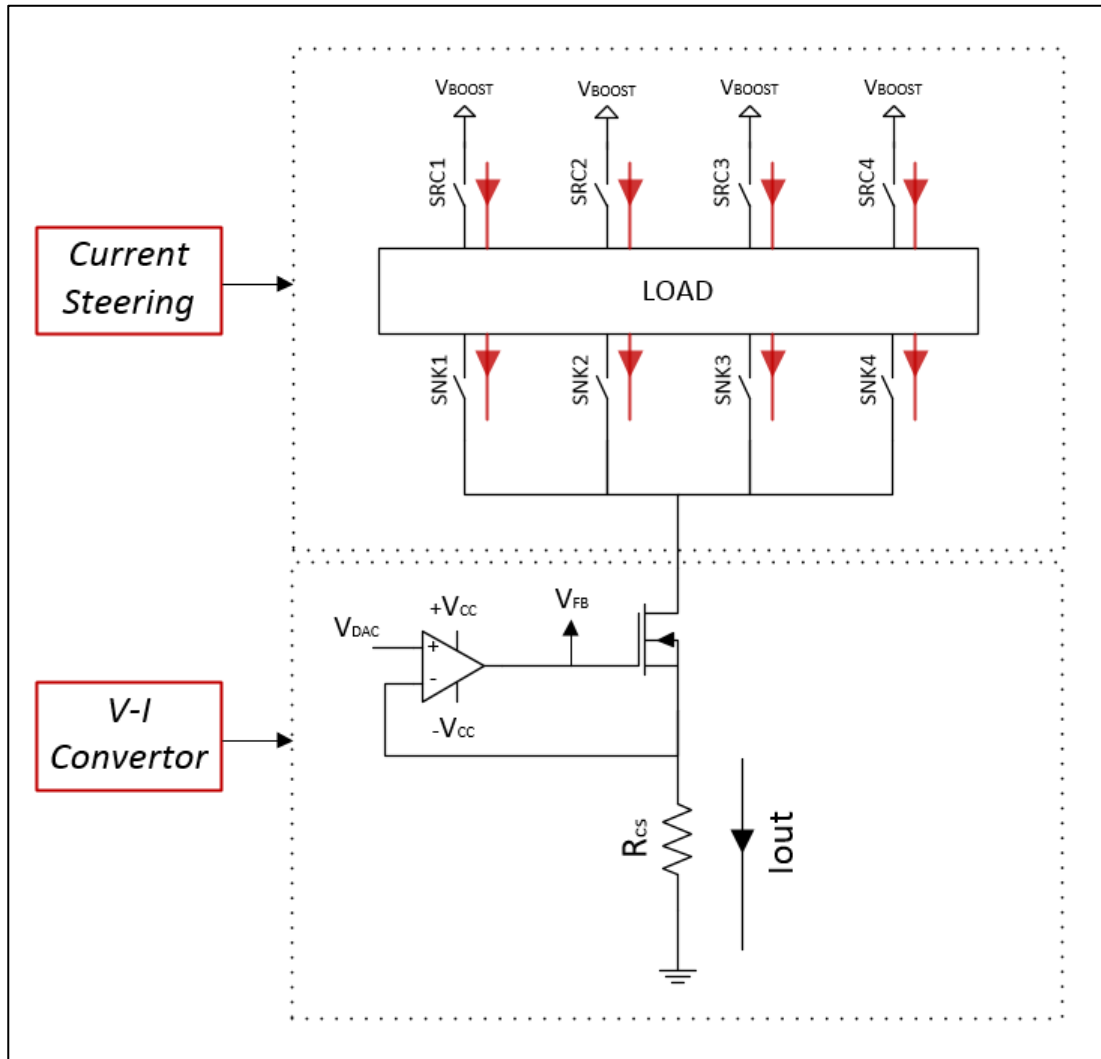 VBOOST
VBOOST
VBOOST
VBOOST
SRC1
SRC2
SRC3
SRC4
Current
Steering
LOAD
SNK1
SNK2
SNK3
SNK4
+VCC
VFB
VDAC
+
-
-VCC
V-I
Convertor
Rcs
Iout